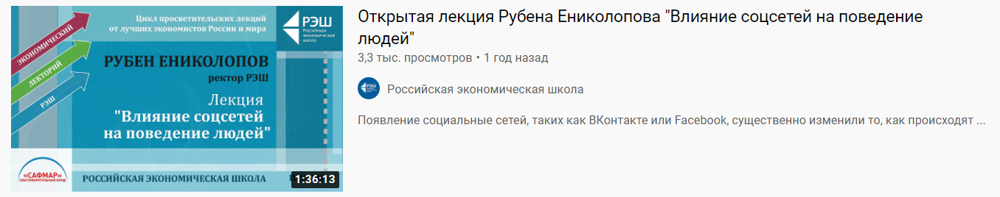 Цикл просветительских лекций
от лучших экономистов России и мира
РЭШ
Российская
экономическая
школа
ЭКОНОМИЧЕСКИЙ
ЛЕКТОРИЙ
РЭШ
РУБЕН ЕНИКОЛОПОВ
ректор РЭШ
Лекция
"Влияние соцсетей
на поведение людей"
«САФМАР»
БЛАГОТВОРИТЕЛЬНЫЙ ФОНД
РОССИЙСКАЯ ЭКОНОМИЧЕСКАЯ ШКОЛА
1:36:13
Открытая лекция Рубена Ениколопова "Влияние соцсетей на поведение
людей"
3,3 тыс. просмотров • 1 год назад
РЭШ
Российская экономическая школа
Появление социальные сетей, таких как ВКонтакте или Facebook, существенно изменили то, как происходят ...